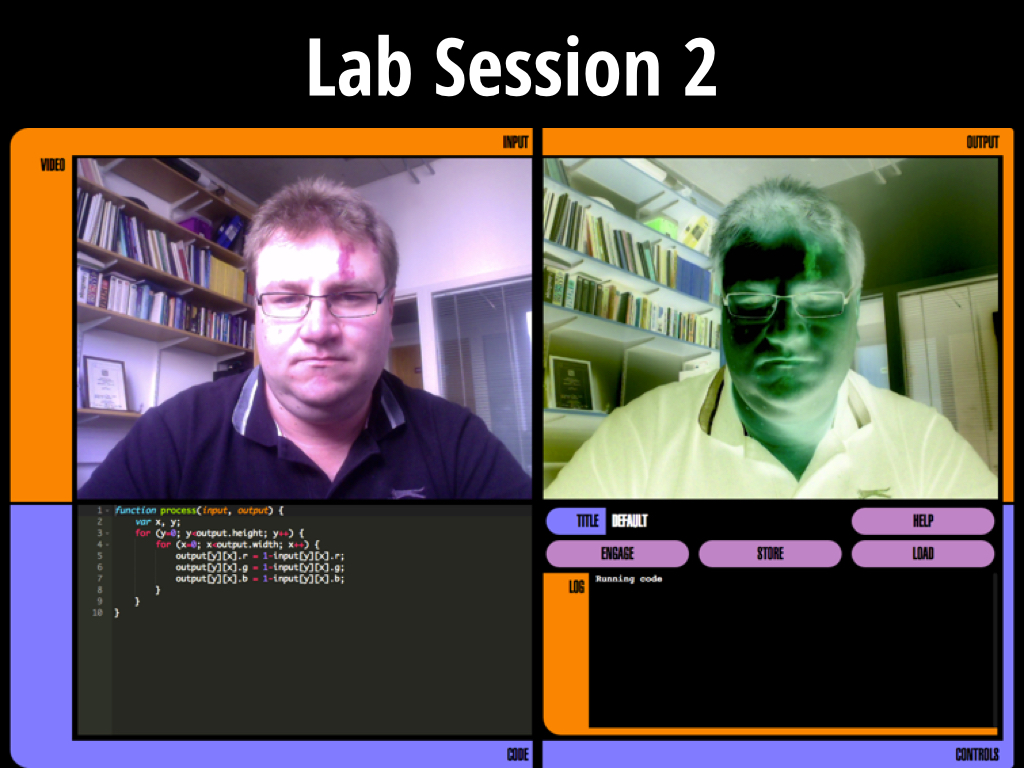 Lab Session 2
INPUT
OUTPUT
VIDEO
1 function process(input, output) {
2 var x, y;
3 for (y=0; y<output.height; y++) {
4 for (x=0; x<output.width; x++) {
5 output[y][x].r = 1-input[y][x].r;
6 output[y][x].g = 1-input[y][x].g;
7 output[y][x].b = 1-input[y][x].b;
8 }
9 }
10 }
TITLE DEFAULT HELP
ENGAGE STORE LOAD
LOG Running code
CODE
CONTROLS